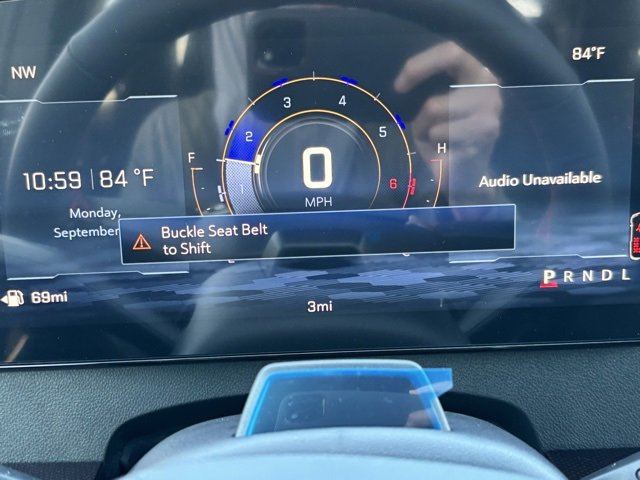 NW
84°F
1
2
3
4
5
6
F
H
0
MPH
10:59 | 84 °F
Monday,
September
Audio Unavailable
Buckle Seat Belt
to Shift
P R N D L
69mi
3mi